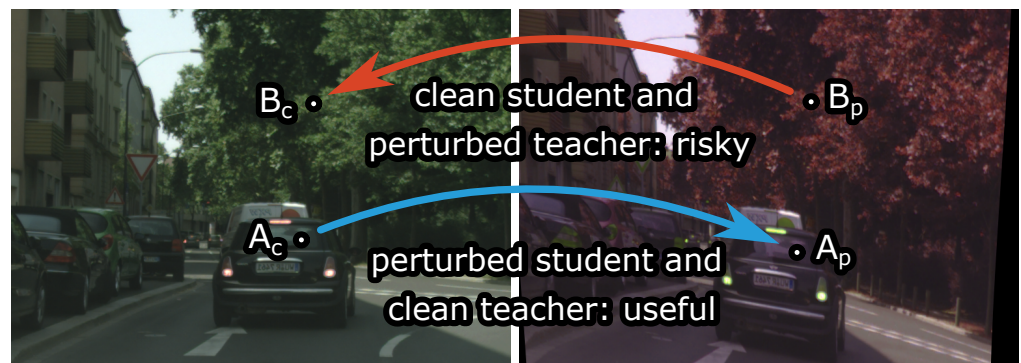 B_c
clean student and
B_p
perturbed teacher: risky
A_c
perturbed student and
A_p
clean teacher: useful